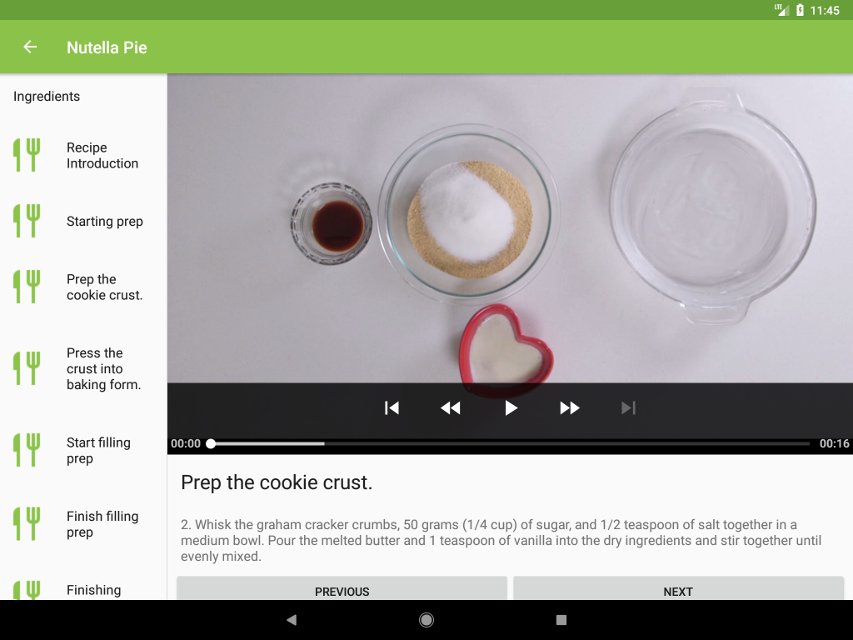 LTE 11:45
Nutella Pie
Ingredients
Recipe
Introduction
Starting prep
Prep the
cookie crust.
Press the
crust into
baking form.
Start filling
prep
Finish filling
prep
Finishing
00:00
00:16
Prep the cookie crust.
2. Whisk the graham cracker crumbs, 50 grams (1/4 cup) of sugar, and 1/2 teaspoon of salt together in a
medium bowl. Pour the melted butter and 1 teaspoon of vanilla into the dry ingredients and stir together until
evenly mixed.
PREVIOUS
NEXT